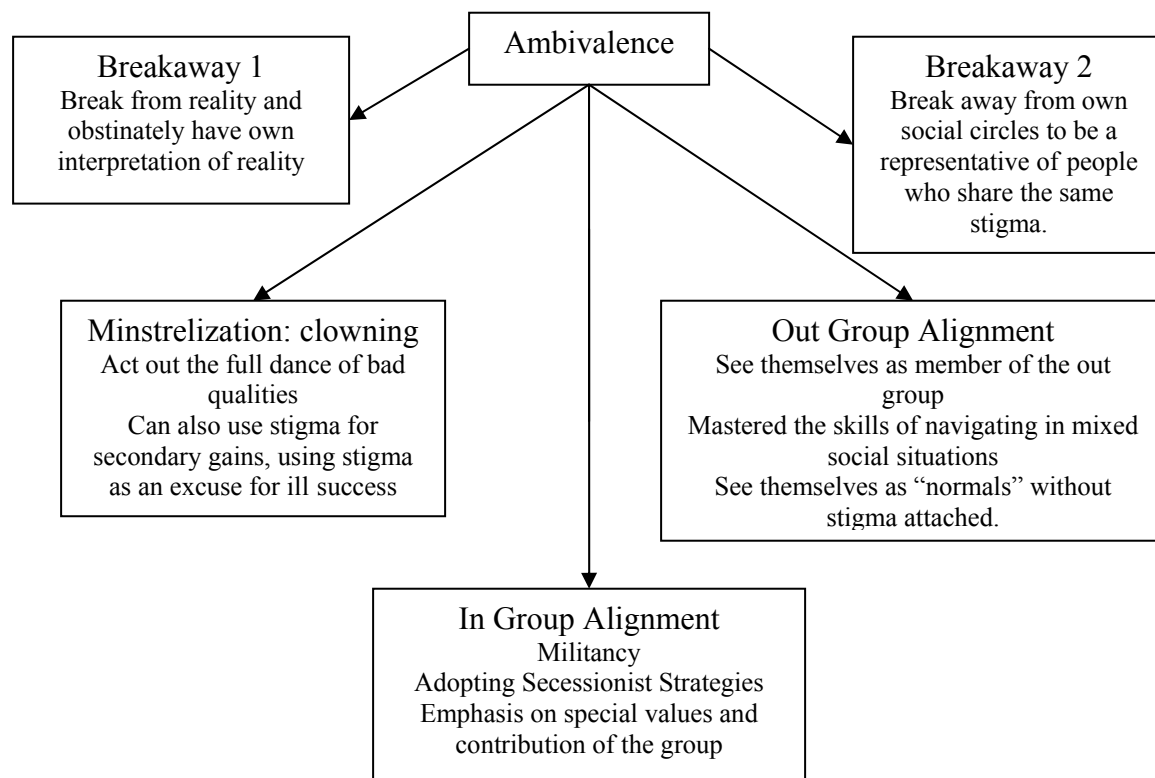 Ambivalence
Breakaway 1
Break from reality and
obstinately have own
interpretation of reality
Breakaway 2
Break away from own
social circles to be a
representative of people
who share the same
stigma.
Minstrelization: clowning
Act out the full dance of bad
qualities
Can also use stigma for
secondary gains, using stigma
as an excuse for ill success
Out Group Alignment
See themselves as member of the out
group
Mastered the skills of navigating in mixed
social situations
See themselves as “normals” without
stigma attached.
In Group Alignment
Militancy
Adopting Secessionist Strategies
Emphasis on special values and
contribution of the group